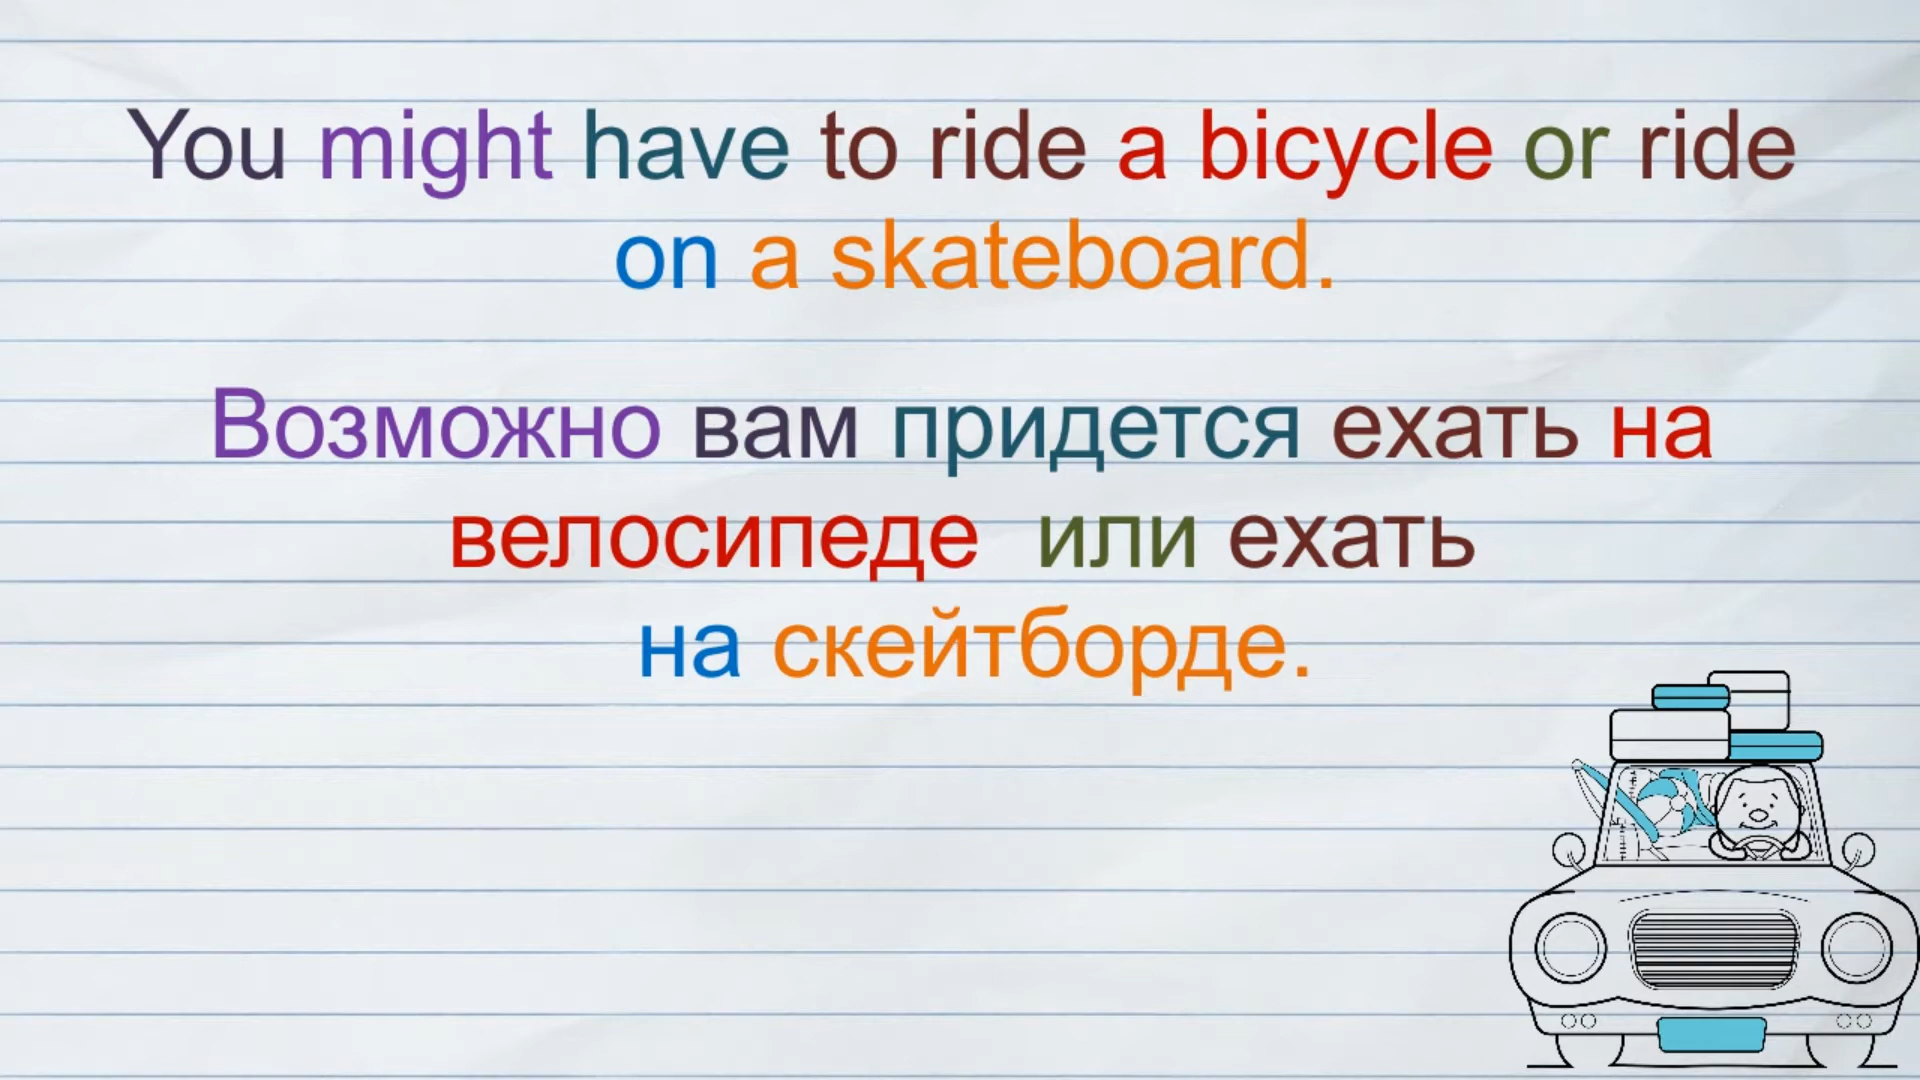 You might have to ride a bicycle or ride
on a skateboard.
Возможно вам придется ехать на
велосипеде  или ехать
на скейтборде.